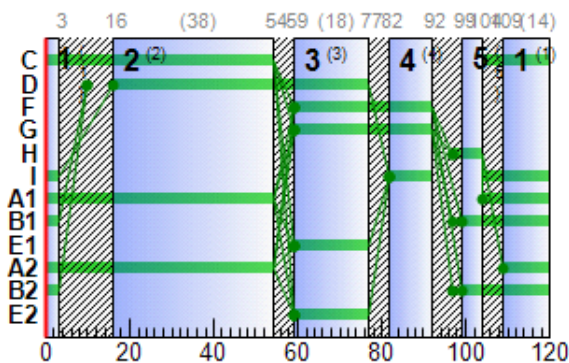 3 16 (38) 5459 (18) 7782 92 99104109(14)
C 1 2 (2) 3 (3) 4 (4) 5 1 (1)
D
F
G
H
I
A1
B1
E1
A2
B2
E2
0 20 40 60 80 100 120